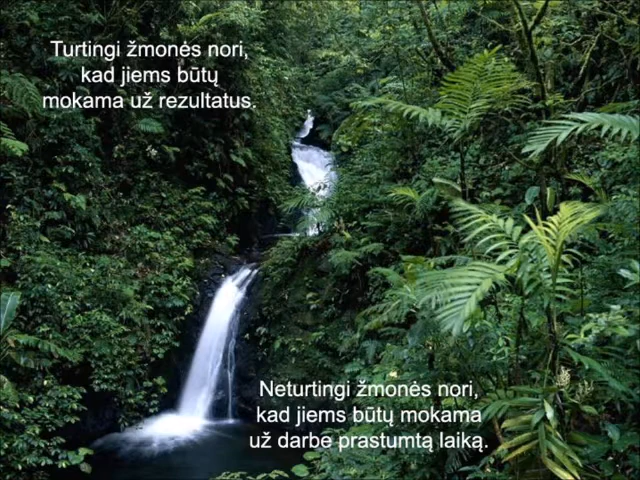 Turtingi žmonės nori,
kad jiems būtų
mokama už rezultatus.
Neturtingi žmonės nori,
kad jiems būtų mokama
už darbe prastumtą laiką.